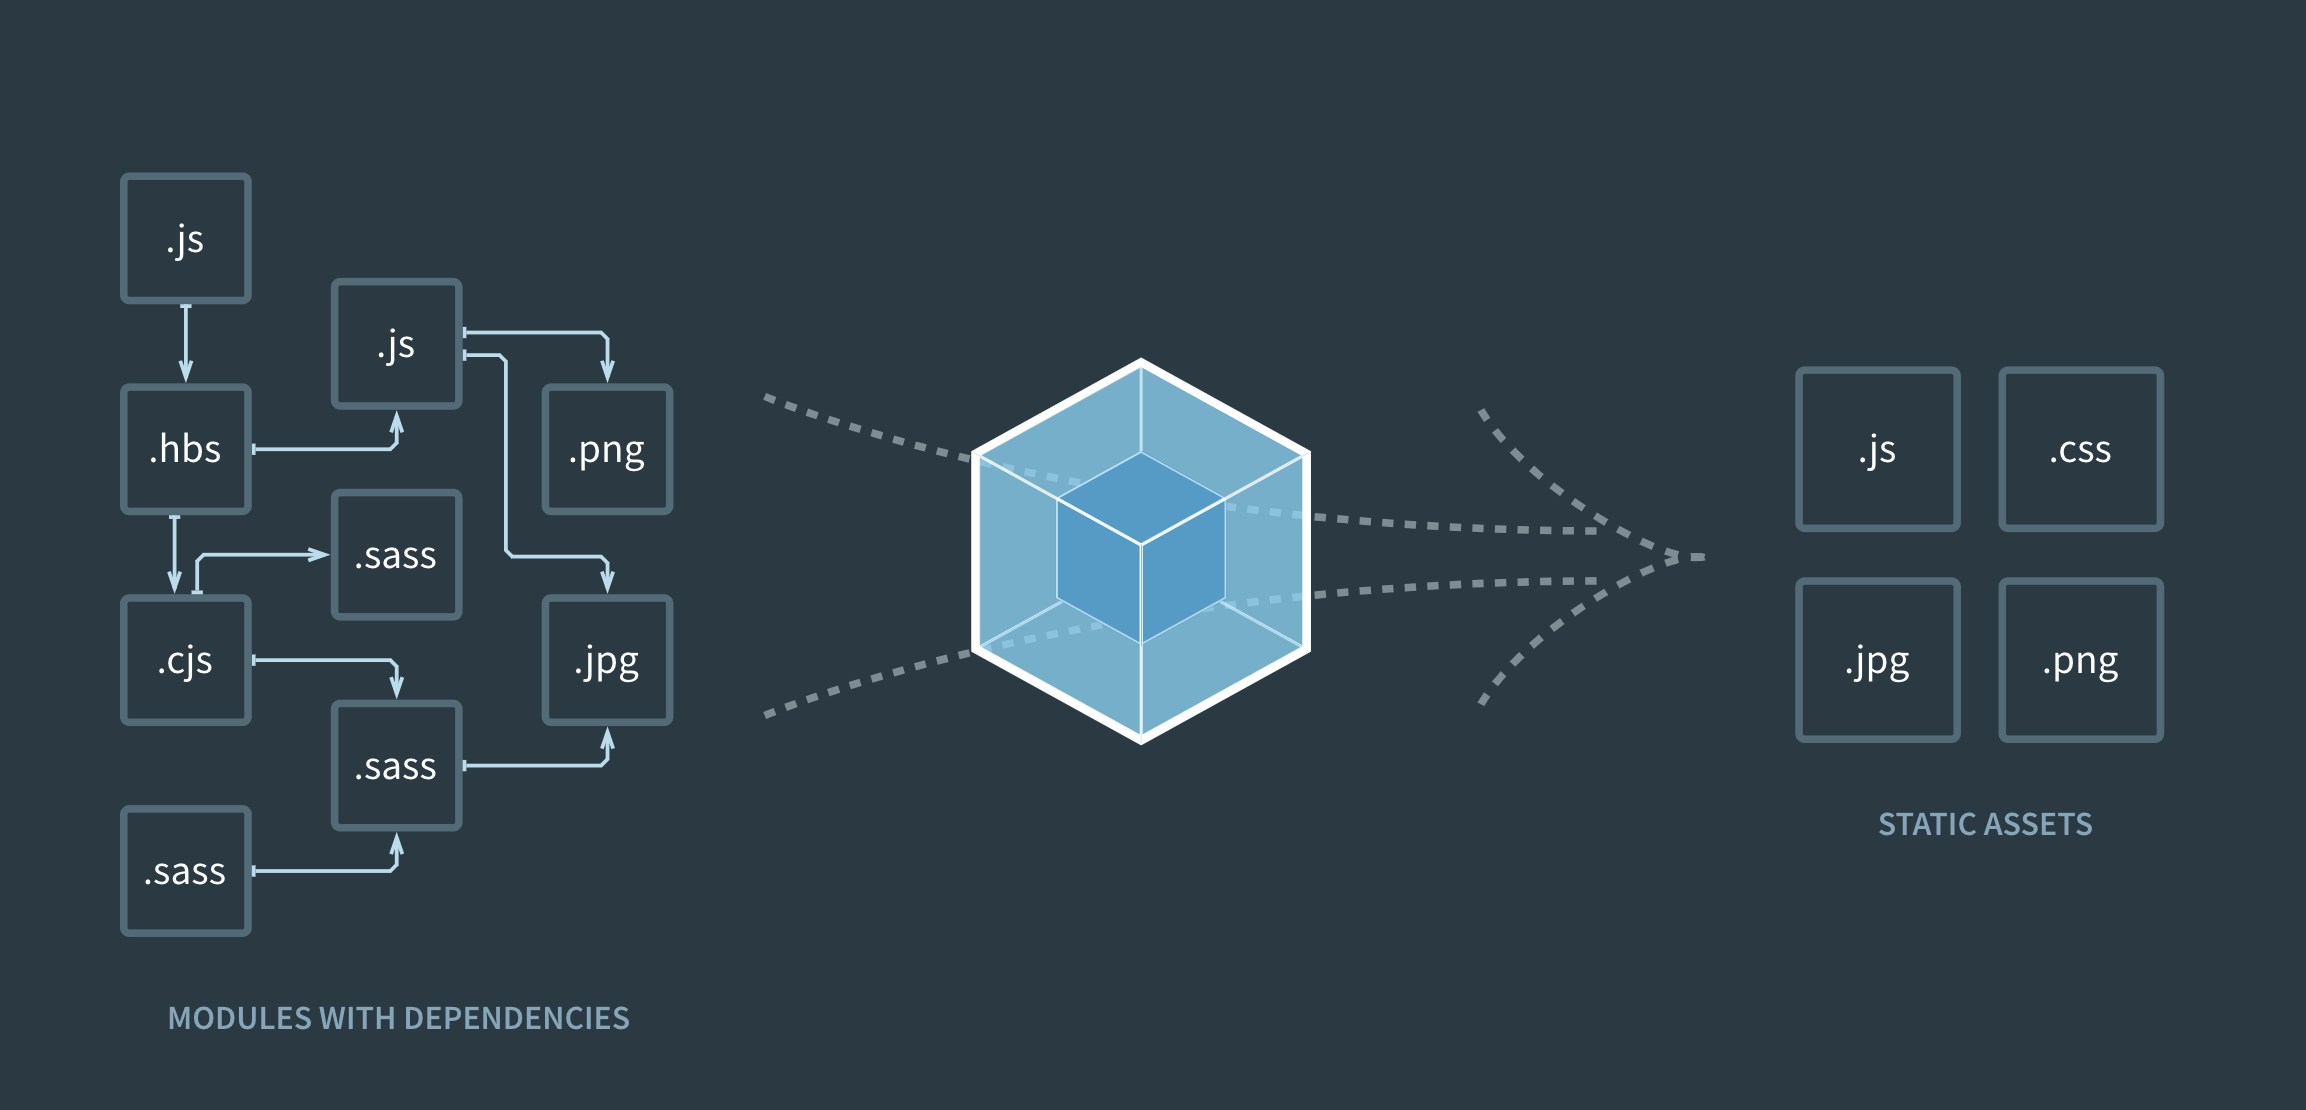 .js
.js
.hbs
.png
.sass
.cjs
.jpg
.sass
.sass
MODULES WITH DEPENDENCIES
.js
.css
.jpg
.png
STATIC ASSETS